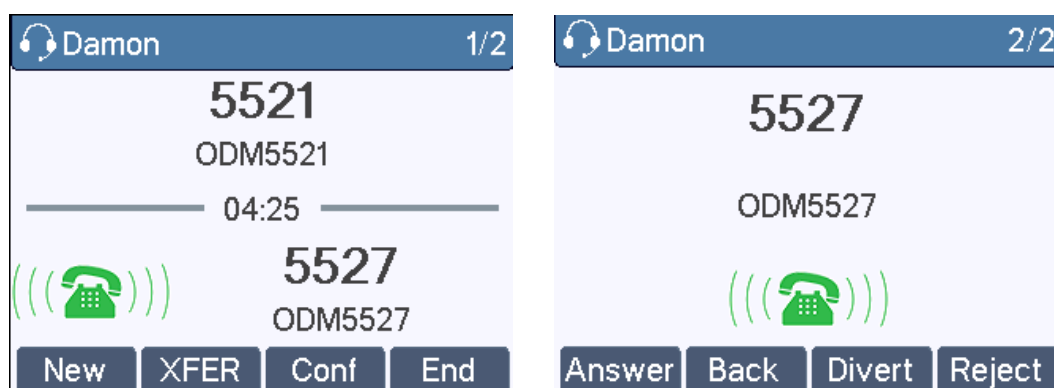 Damon 1/2
5521
ODM5521
04:25
5527
ODM5527
New XFER Conf End
Damon 2/2
5527
ODM5527
Answer Back Divert Reject